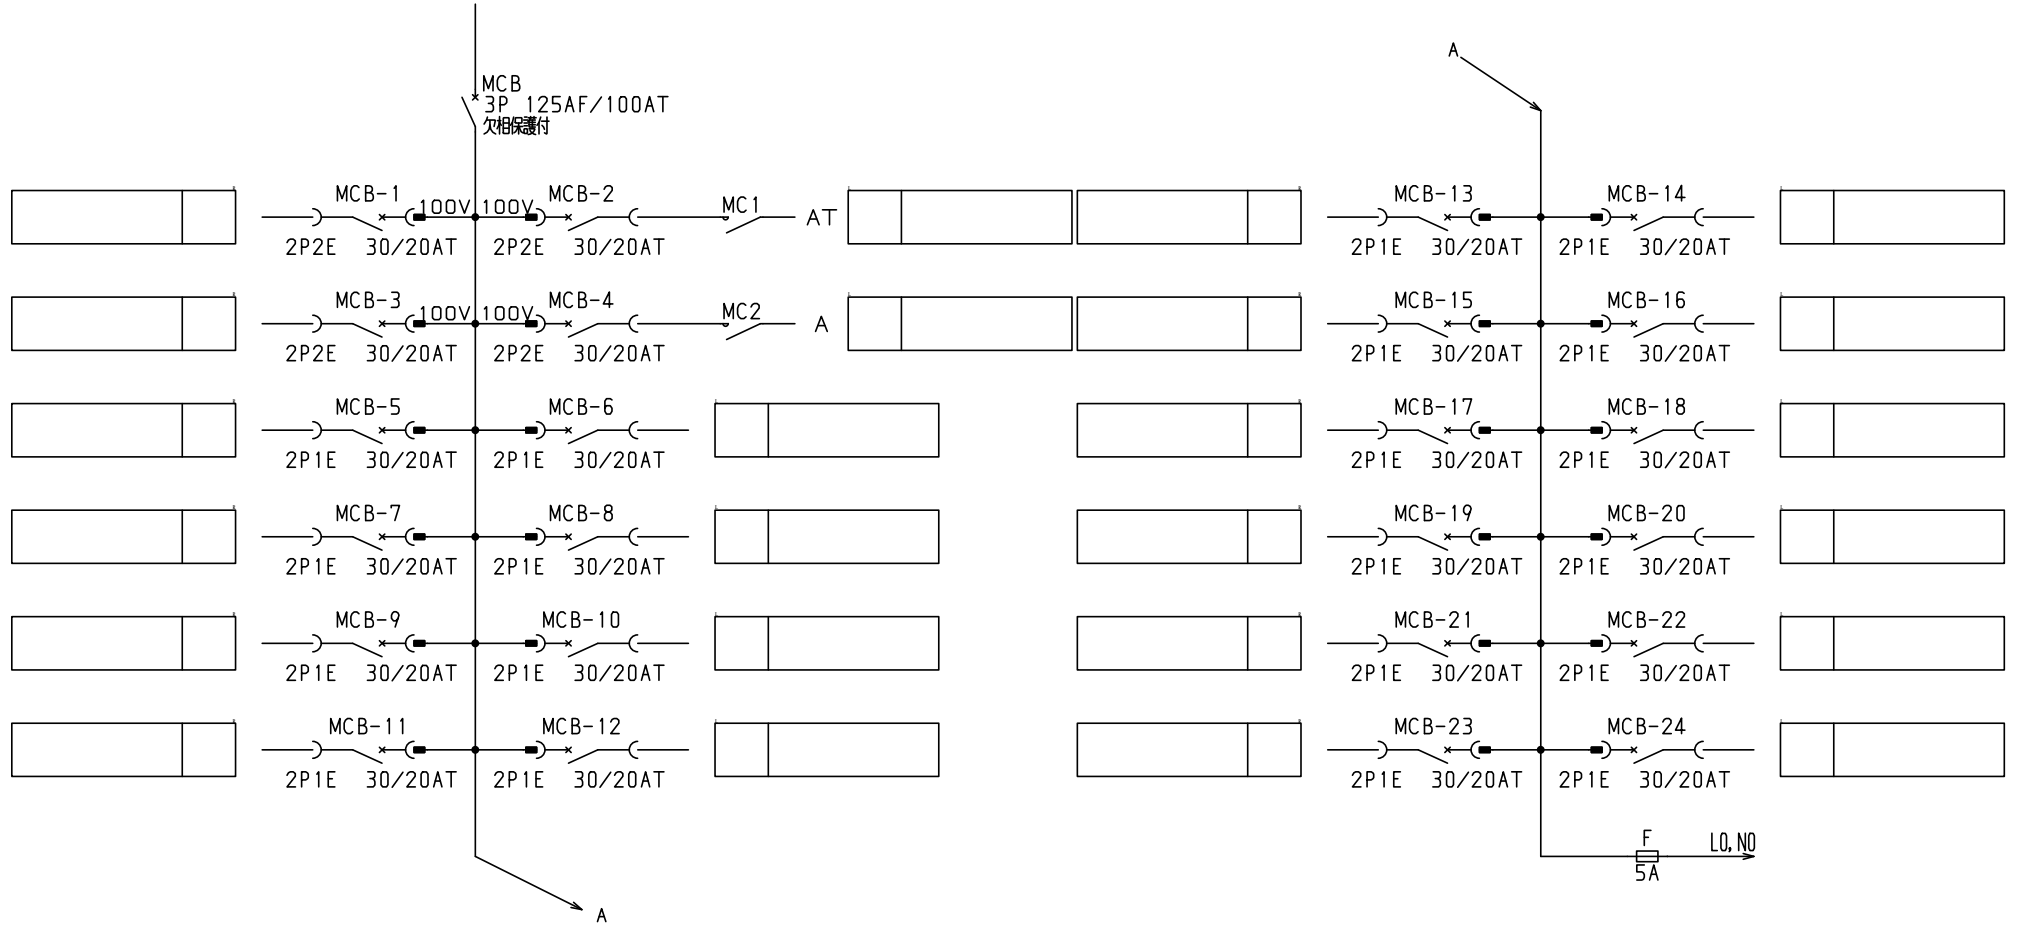 MCB
3P 125AF/100AT
欠相保護付
MCB-1 100V 100V MCB-2 MC1 AT
2P2E 30/20AT 2P2E 30/20AT
MCB-3 100V 100V MCB-4 MC2 A
2P2E 30/20AT 2P2E 30/20AT
MCB-5 MCB-6
2P1E 30/20AT 2P1E 30/20AT
MCB-7 MCB-8
2P1E 30/20AT 2P1E 30/20AT
MCB-9 MCB-10
2P1E 30/20AT 2P1E 30/20AT
MCB-11 MCB-12
2P1E 30/20AT 2P1E 30/20AT
A
A
MCB-13 MCB-14
2P1E 30/20AT 2P1E 30/20AT
MCB-15 MCB-16
2P1E 30/20AT 2P1E 30/20AT
MCB-17 MCB-18
2P1E 30/20AT 2P1E 30/20AT
MCB-19 MCB-20
2P1E 30/20AT 2P1E 30/20AT
MCB-21 MCB-22
2P1E 30/20AT 2P1E 30/20AT
MCB-23 MCB-24
2P1E 30/20AT 2P1E 30/20AT
F L0,N0
5A